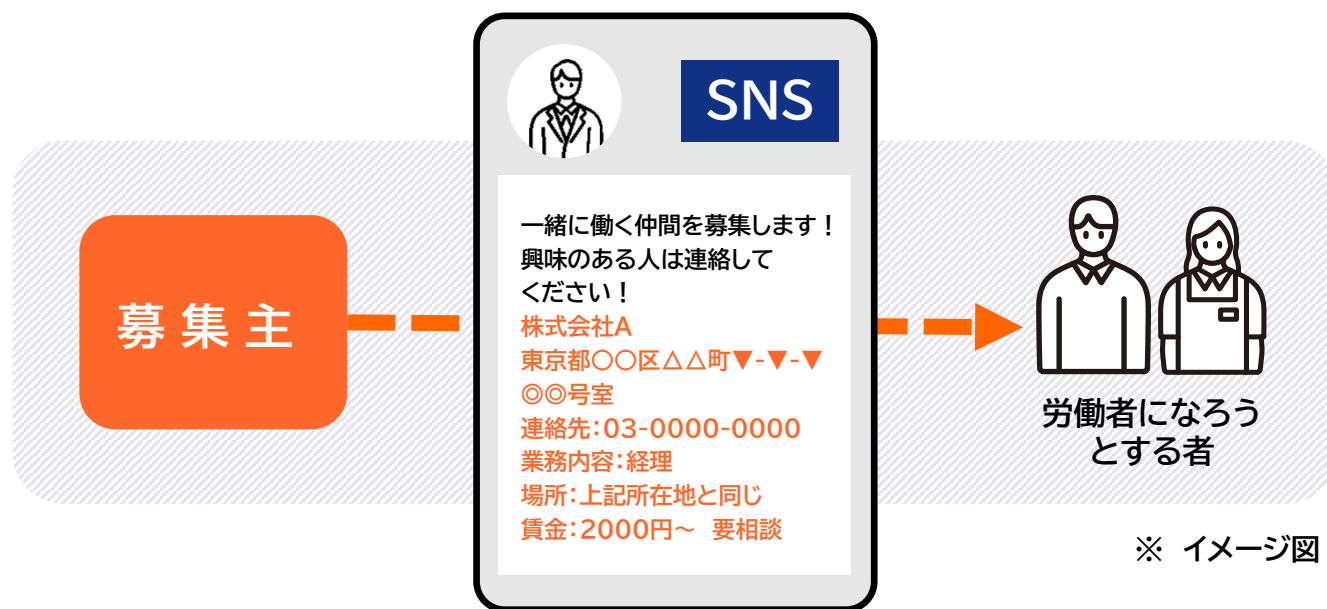 SNS
募集主
一緒に働く仲間を募集します！
興味のある人は連絡して
ください！
株式会社A
東京都〇〇区△△町▼-▼-▼
◎◎号室
連絡先：03-0000-0000
業務内容：経理
場所：上記所在地と同じ
賃金：2000円～　要相談
労働者になろう
とする者
※　イメージ図